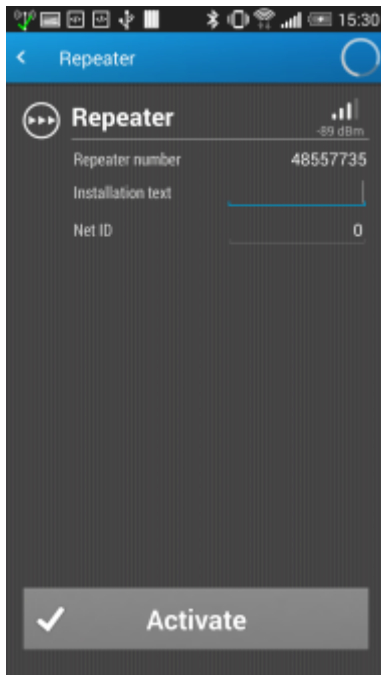 15:30
Repeater
Repeater
-89 dBm
Repeater number 48557735
Installation text
Net ID 0
Activate